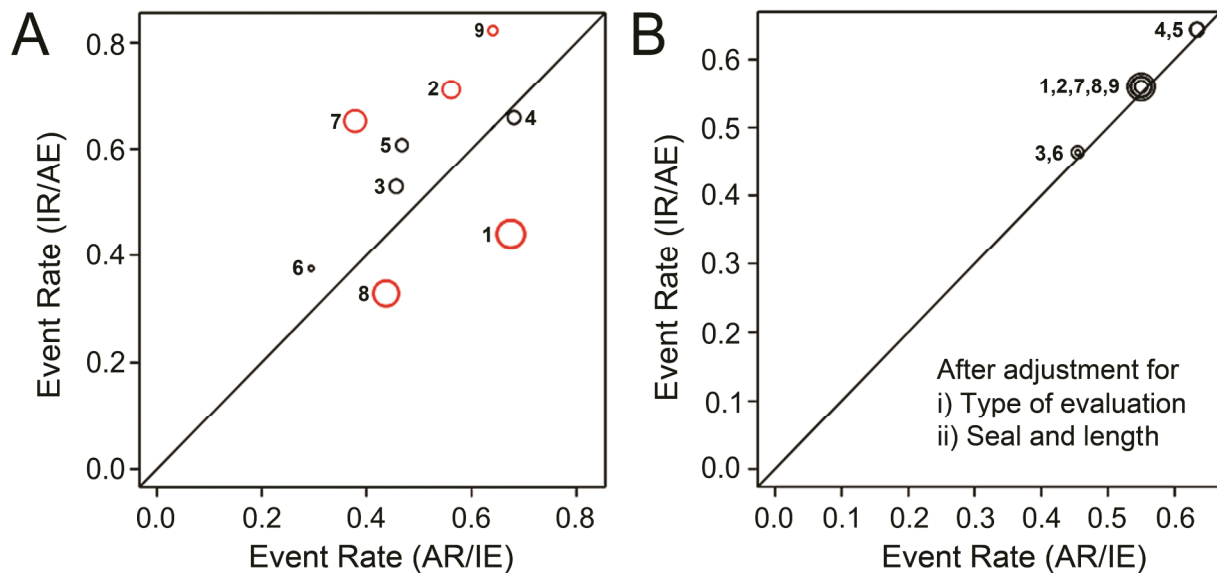 A
Event Rate (IR/AE)
0.8
0.6
0.4
0.2
0.0
9
2
7
4
5
3
1
6
8
0.0 0.2 0.4 0.6 0.8
Event Rate (AR/IE)
B
Event Rate (IR/AE)
0.6
0.5
0.4
0.3
0.2
0.1
0.0
4,5
1,2,7,8,9
3,6
After adjustment for
i) Type of evaluation
ii) Seal and length
0.0 0.1 0.2 0.3 0.4 0.5 0.6
Event Rate (AR/IE)